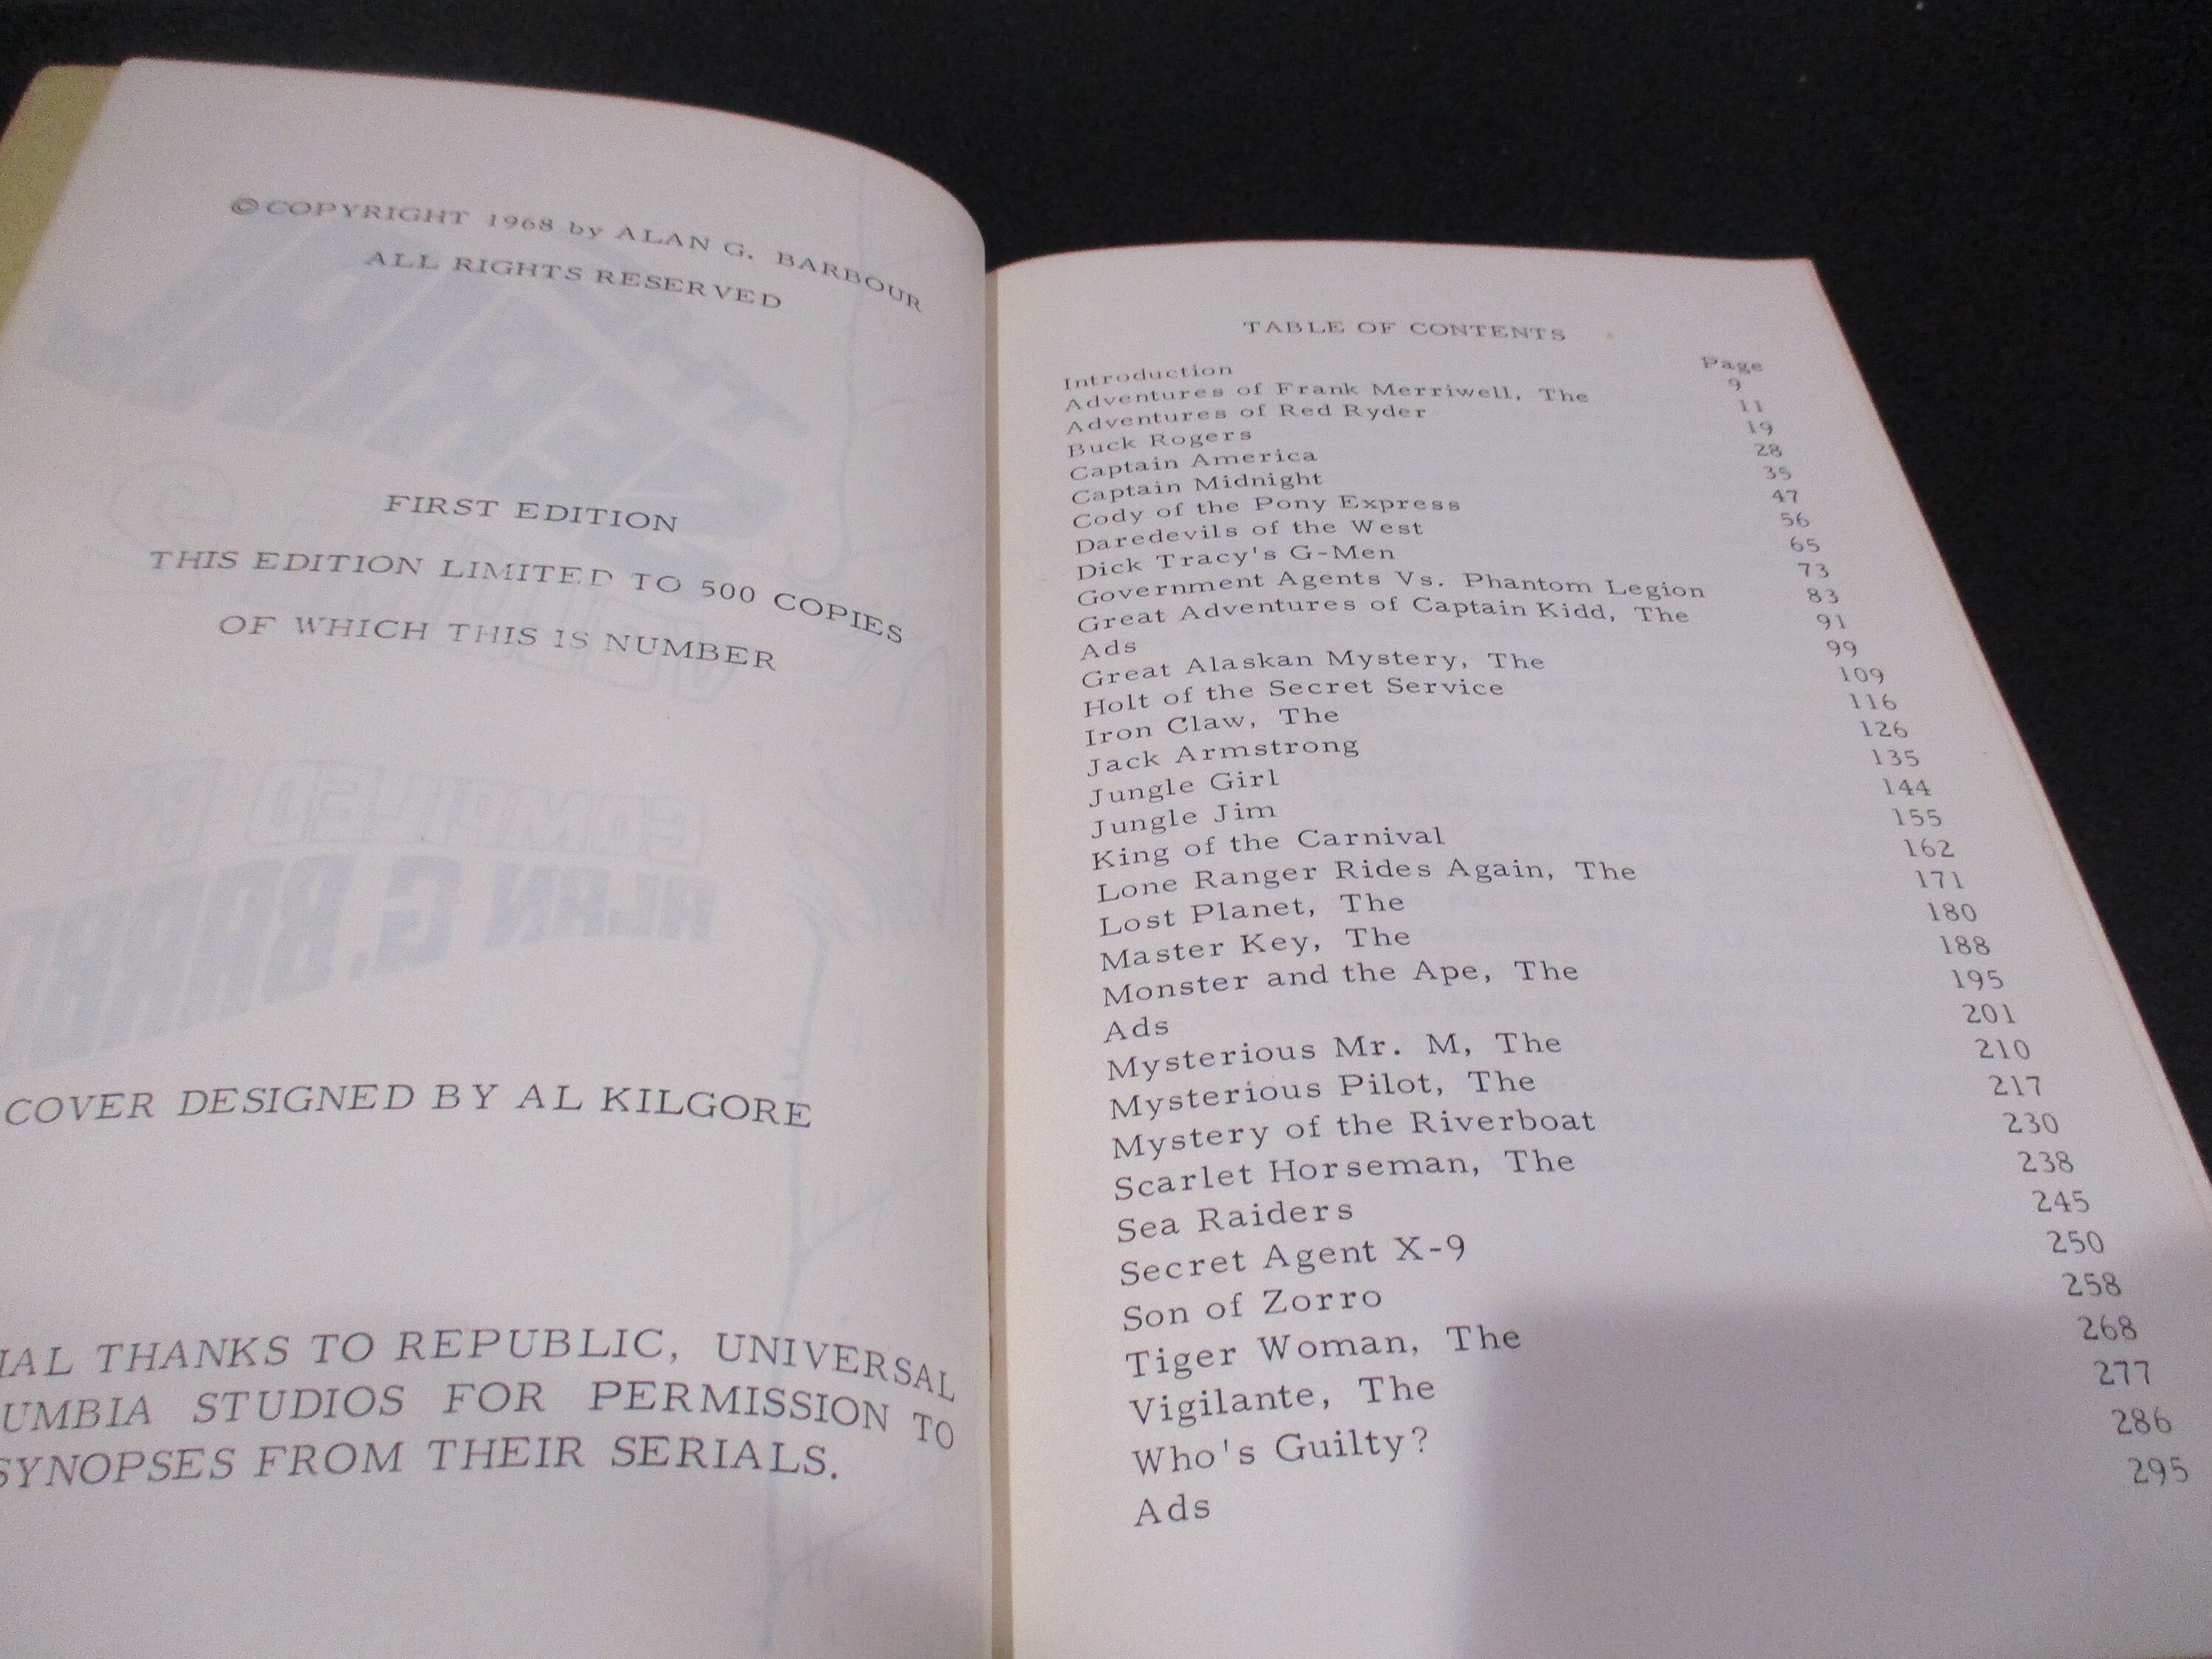 ©COPYRIGHT 1968 by ALAN G. BARBOUR
ALL RIGHTS RESERVED
FIRST EDITION
THIS EDITION LIMITED TO 500 COPIES
OF WHICH THIS IS NUMBER
COVER DESIGNED BY AL KILGORE
IAL THANKS TO REPUBLIC, UNIVERSAL
UMBIA STUDIOS FOR PERMISSION TO
SYNOPSES FROM THEIR SERIALS.
TABLE OF CONTENTS
Page
Introduction 9
Adventures of Frank Merriwell, The 11
Adventures of Red Ryder 19
Buck Rogers 28
Captain America 35
Captain Midnight 47
Cody of the Pony Express 56
Daredevils of the West 65
Dick Tracy's G-Men 73
Government Agents Vs. Phantom Legion 83
Great Adventures of Captain Kidd, The 91
Ads 99
Great Alaskan Mystery, The 109
Holt of the Secret Service 116
Iron Claw, The 126
Jack Armstrong 135
Jungle Girl 144
Jungle Jim 155
King of the Carnival 162
Lone Ranger Rides Again, The 171
Lost Planet, The 180
Master Key, The 188
Monster and the Ape, The 195
Ads 201
Mysterious Mr. M, The 210
Mysterious Pilot, The 217
Mystery of the Riverboat 230
Scarlet Horseman, The 238
Sea Raiders 245
Secret Agent X-9 250
Son of Zorro 258
Tiger Woman, The 268
Vigilante, The 277
Who's Guilty? 286
Ads 295